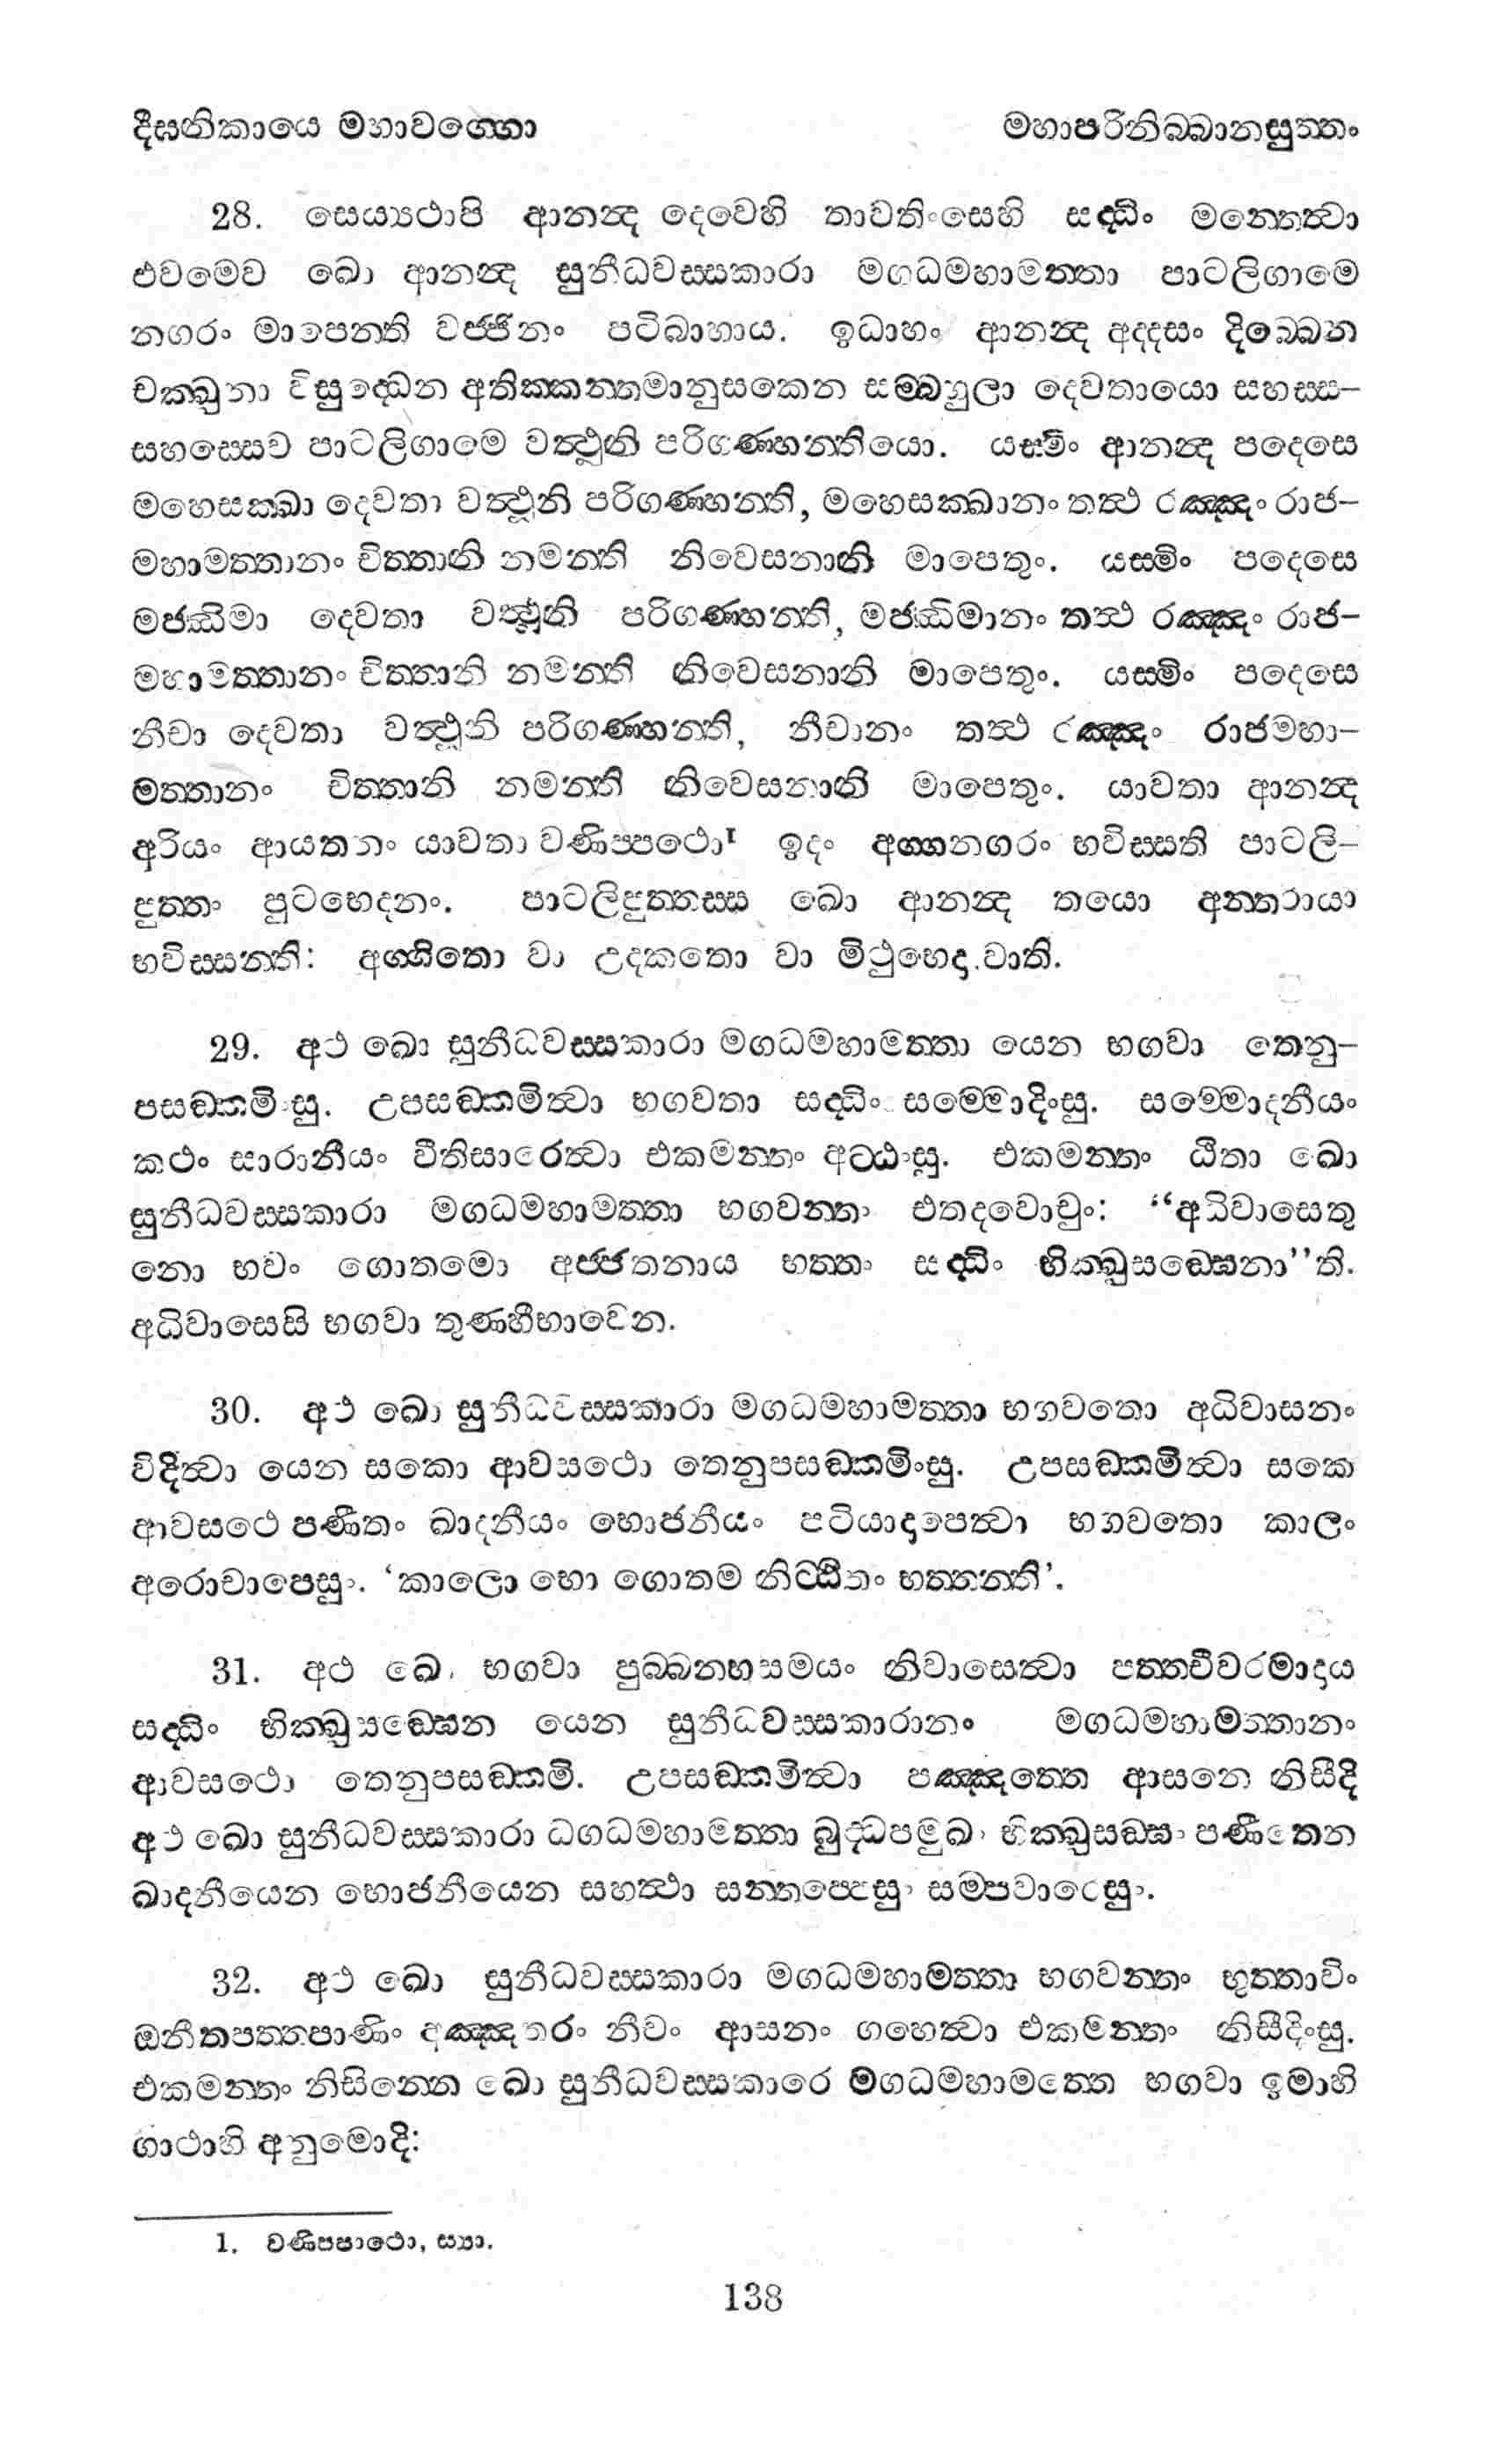 දීඝනිකායෙ මහාවග්ගො
මහාපරිනිබ්බානසුත්තං
28. සෙය්‍යථාපි ආනන්ද දෙවෙහි තාවතිංසෙහි සද්ධිං මන්තෙත්වා
එවමෙව ඛො ආනන්ද සුනීධවස්සකාරා මගධමහාමත්තා පාටලිගාමෙ
නගරං මාපෙන්ති වජ්ජීනං පටිබාහාය. ඉධාහං ආනන්ද අද්දසං දිබ්බෙන
චක්ඛුනා විසුද්ධෙන අතික්කන්තමානුසකෙන සම්බහුලා දෙවතායො සහස්ස-
සහස්සෙව පාටලිගාමෙ වත්ථූනි පරිගණ්හන්තියො. යස්මිං ආනන්ද පදෙසෙ
මහෙසක්ඛා දෙවතා වත්ථූනි පරිගණ්හන්ති, මහෙසක්ඛානං තත්ථ රඤ්ඤං රාජ-
මහාමත්තානං චිත්තානි නමන්ති නිවෙසනානි මාපෙතුං. යස්මිං පදෙසෙ
මජ්ඣිමා දෙවතා වත්ථූනි පරිගණ්හන්ති, මජ්ඣිමානං තත්ථ රඤ්ඤං රාජ-
මහාමත්තානං චිත්තානි නමන්ති නිවෙසනානි මාපෙතුං. යස්මිං පදෙසෙ
නීචා දෙවතා වත්ථූනි පරිගණ්හන්ති, නීචානං තත්ථ රඤ්ඤං රාජමහා-
මත්තානං චිත්තානි නමන්ති නිවෙසනානි මාපෙතුං. යාවතා ආනන්ද
අරියං ආයතනං යාවතා වණිප්පථො¹ ඉදං අග්ගනගරං භවිස්සති පාටලි-
පුත්තං පුටභෙදනං. පාටලිපුත්තස්ස ඛො ආනන්ද තයො අන්තරායා
භවිස්සන්ති: අග්ගිතො වා උදකතො වා මිථුභෙදා වාති.
29. අථ ඛො සුනීධවස්සකාරා මගධමහාමත්තා යෙන භගවා තෙනු-
පසඞ්කමිංසු. උපසඞ්කමිත්වා භගවතා සද්ධිං සම්මොදිංසු. සම්මොදනීයං
කථං සාරානීයං වීතිසාරෙත්වා එකමන්තං අට්ඨංසු. එකමන්තං ඨිතා ඛො
සුනීධවස්සකාරා මගධමහාමත්තා භගවන්තං එතදවොචුං: “අධිවාසෙතු
නො භවං ගොතමො අජ්ජතනාය භත්තං සද්ධිං භික්ඛුසඞ්ඝෙනා”ති.
අධිවාසෙසි භගවා තුණ්හීභාවෙන.
30. අථ ඛො සුනීධවස්සකාරා මගධමහාමත්තා භගවතො අධිවාසනං
විදිත්වා යෙන සකො ආවසථො තෙනුපසඞ්කමිංසු. උපසඞ්කමිත්වා සකෙ
ආවසථෙ පණීතං ඛාදනීයං භොජනීයං පටියාදාපෙත්වා භගවතො කාලං
අරොචාපෙසුං. ‘කාලො භො ගොතම නිට්ඨිතං භත්තන්ති’.
31. අථ ඛො භගවා පුබ්බන්භසමයං නිවාසෙත්වා පත්තචීවරමාදාය
සද්ධිං භික්ඛුසඞ්ඝෙන යෙන සුනීධවස්සකාරානං මගධමහාමත්තානං
ආවසථො තෙනුපසඞ්කමි. උපසඞ්කමිත්වා පඤ්ඤත්තෙ ආසනෙ නිසීදි
අථ ඛො සුනීධවස්සකාරා ධගධමහාමත්තා බුද්ධපමුඛං භික්ඛුසඞ්ඝං පණීතෙන
ඛාදනීයෙන භොජනීයෙන සහත්ථා සන්තප්පෙසුං සම්පවාරෙසුං.
32. අථ ඛො සුනීධවස්සකාරා මගධමහාමත්තා භගවන්තං භුත්තාවිං
ඔනීතපත්තපාණිං අඤ්ඤතරං නීචං ආසනං ගහෙත්වා එකමන්තං නිසීදිංසු.
එකමන්තං නිසින්නෙ ඛො සුනීධවස්සකාරෙ මගධමහාමත්තෙ භගවා ඉමාහි
ගාථාහි අනුමොදි:
1. වණිප්පාථො, ස්‍යා.
138